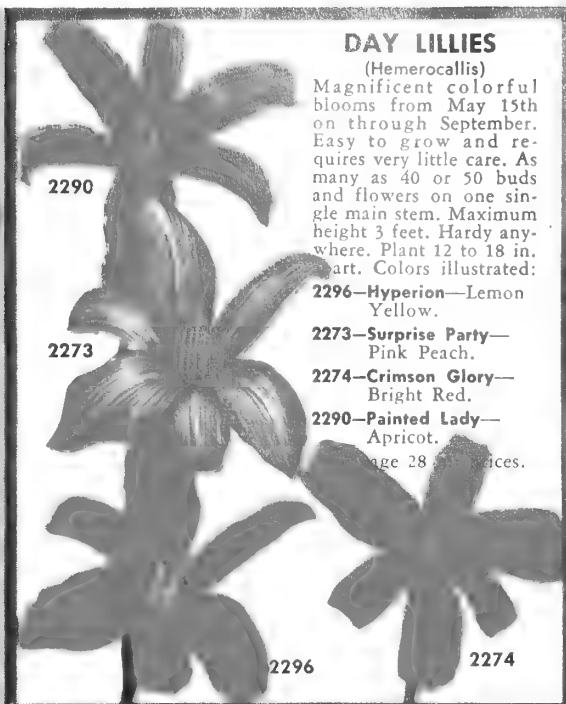 DAY LILLIES
(Hemerocallis)
Magnificent colorful
blooms from May 15th
on through September.
Easy to grow and re-
quires very little care. As
many as 40 or 50 buds
and flowers on one sin-
gle main stem. Maximum
height 3 feet. Hardy any-
where. Plant 12 to 18 in.
art. Colors illustrated:
2296—Hyperion—Lemon
Yellow.
2273—Surprise Party—
Pink Peach.
2274—Crimson Glory—
Bright Red.
2290—Painted Lady—
Apricot.
age 28 ices.
2290
2273
2296
2274